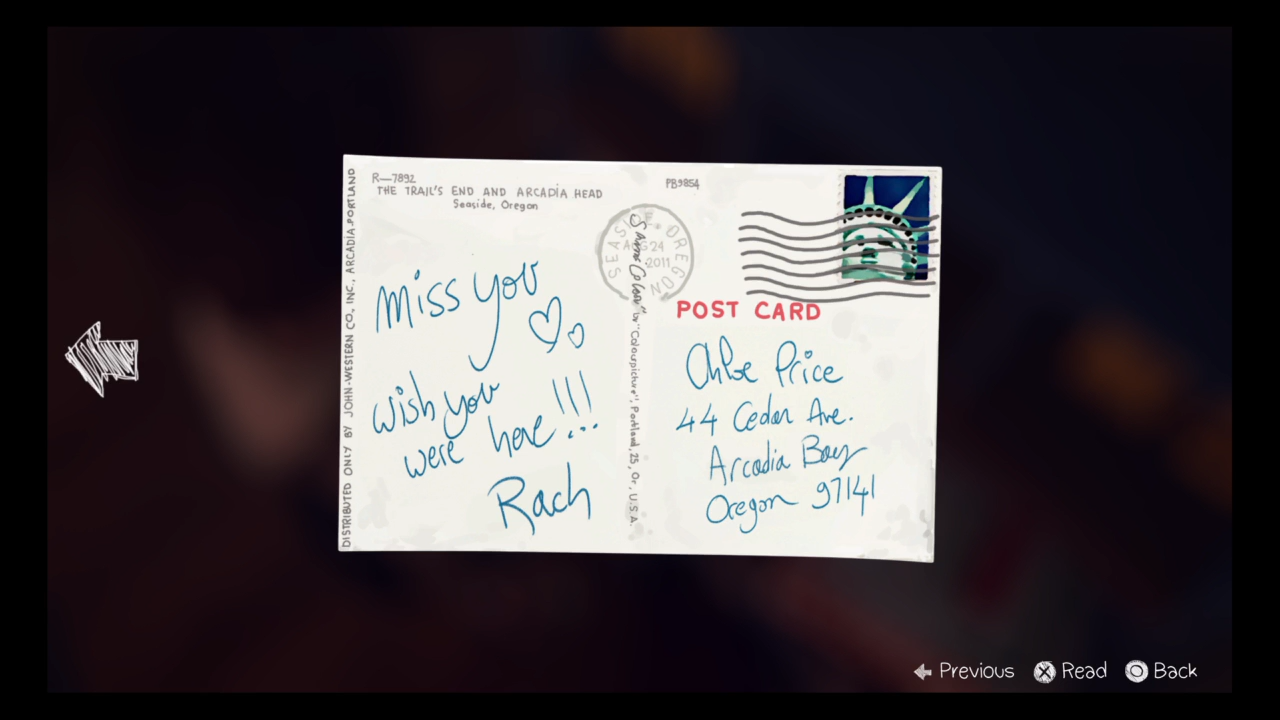 DISTRIBUTED ONLY BY JOHN-WESTERN CO., INC., ARCADIA-PORTLAND
R—7892
THE TRAIL'S END AND ARCADIA HEAD
Seaside, Oregon
PB9854
SEASIDE OREGON
AUG 24
2011
miss you
wish you
were here!!!
Rach
by "Colourpicture", Portland, 25, Or, U.S.A.
POST CARD
Chloe Price
44 Cedar Ave.
Arcadia Bay
Oregon 97141
Previous
Read
Back